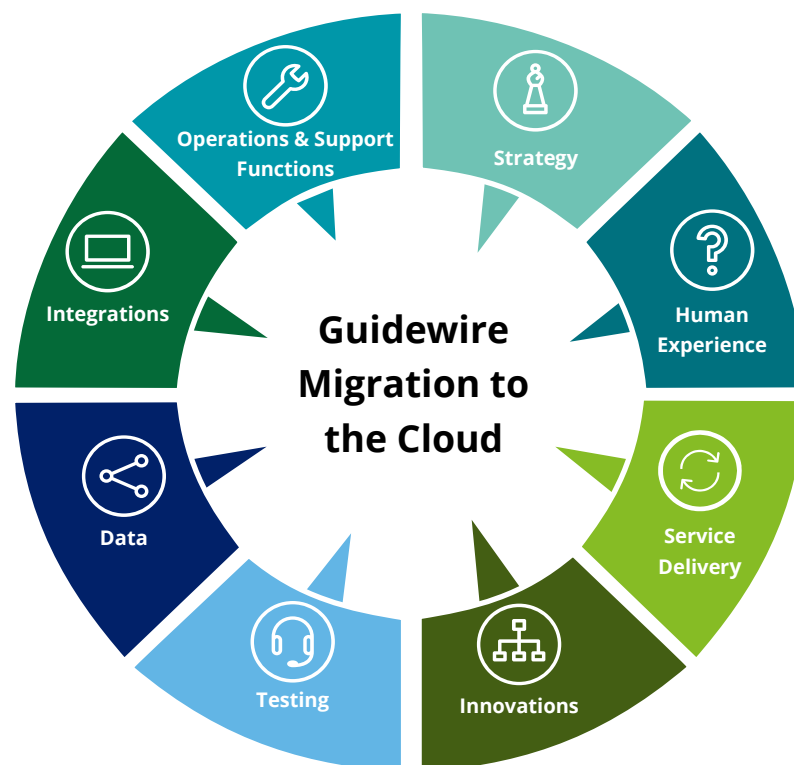 Operations & Support
Functions
Strategy
Human
Experience
Service
Delivery
Innovations
Testing
Data
Integrations
Guidewire
Migration to
the Cloud